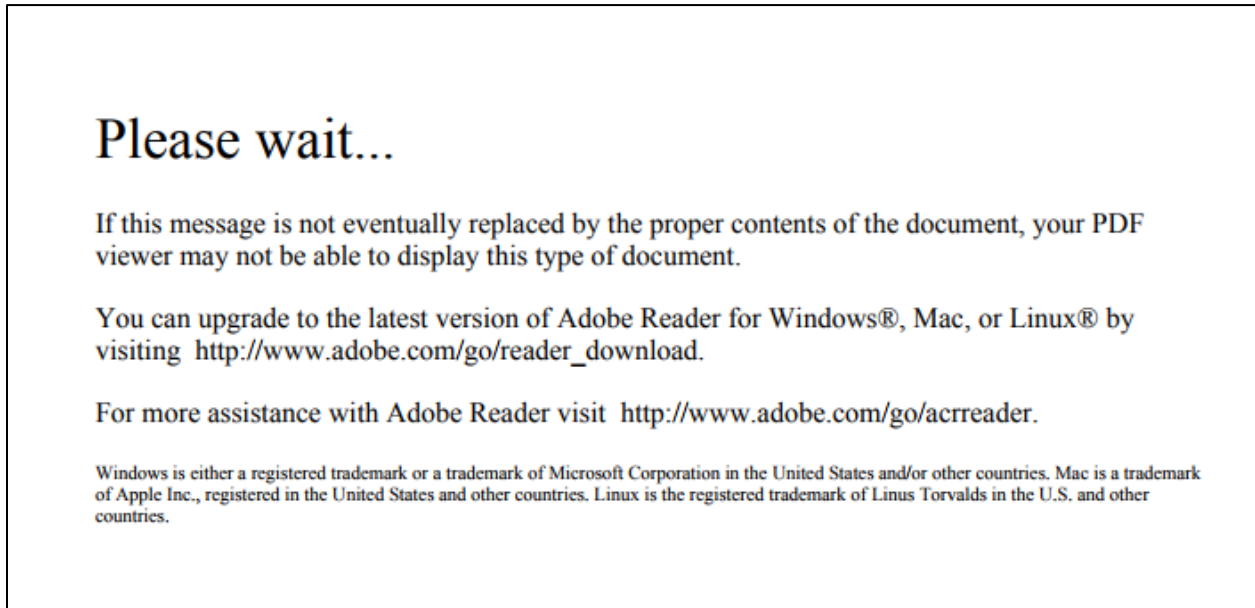 Please wait...
If this message is not eventually replaced by the proper contents of the document, your PDF
viewer may not be able to display this type of document.
You can upgrade to the latest version of Adobe Reader for Windows®, Mac, or Linux® by
visiting  http://www.adobe.com/go/reader_download.
For more assistance with Adobe Reader visit  http://www.adobe.com/go/acrreader.
Windows is either a registered trademark or a trademark of Microsoft Corporation in the United States and/or other countries. Mac is a trademark
of Apple Inc., registered in the United States and other countries. Linux is the registered trademark of Linus Torvalds in the U.S. and other
countries.